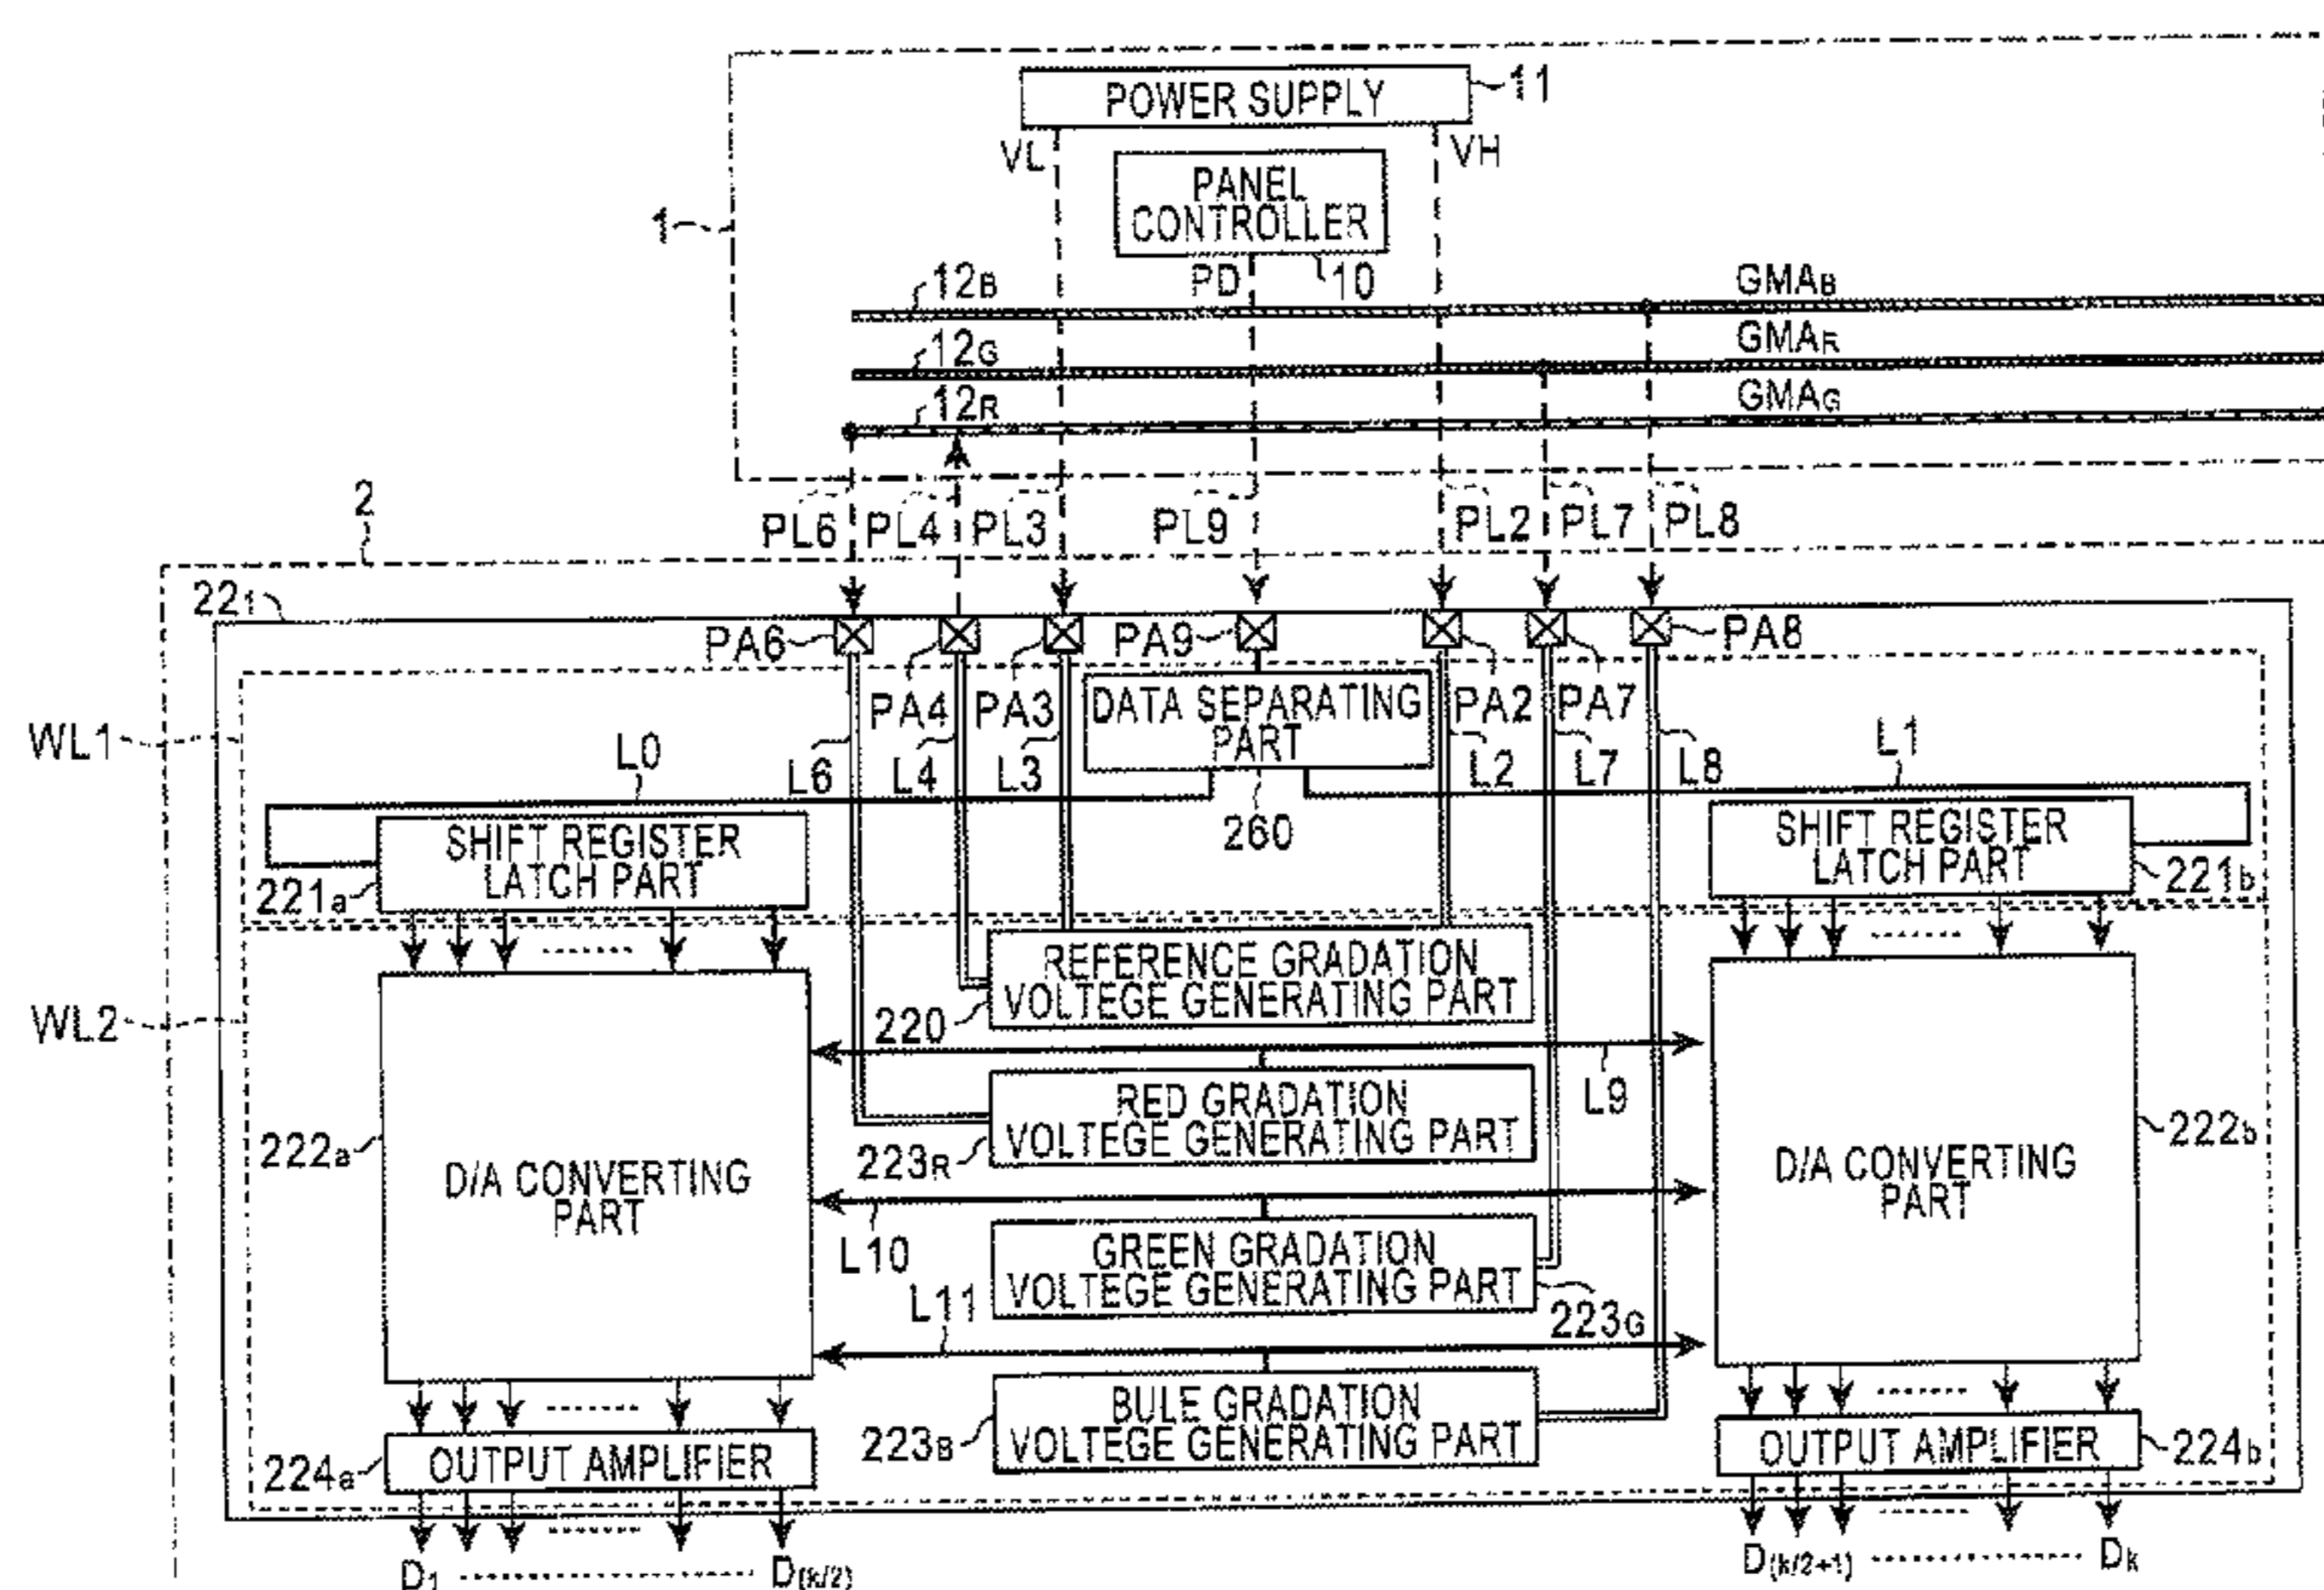 POWER SUPPLY
11
VL
VH
PANEL
CONTROLLER
1
PD
10
12B
GMAB
12G
GMAR
12R
GMAG
2
PL6
PL4
PL3
PL9
PL2
PL7
PL8
221
PA6
PA9
PA8
PA4
PA3
DATA SEPARATING
PART
PA2
PA7
WL1
L0
L6
L4
L3
L2
L7
L8
L1
260
SHIFT REGISTER
LATCH PART
221a
SHIFT REGISTER
LATCH PART
221b
REFERENCE GRADATION
VOLTEGE GENERATING PART
WL2
220
L9
RED GRADATION
VOLTEGE GENERATING PART
222a
223R
222b
D/A CONVERTING
PART
D/A CONVERTING
PART
L10
GREEN GRADATION
VOLTEGE GENERATING PART
L11
223G
BULE GRADATION
VOLTEGE GENERATING PART
223B
224a
OUTPUT AMPLIFIER
OUTPUT AMPLIFIER
224b
D1
D(k/2)
D(k/2+1)
Dk